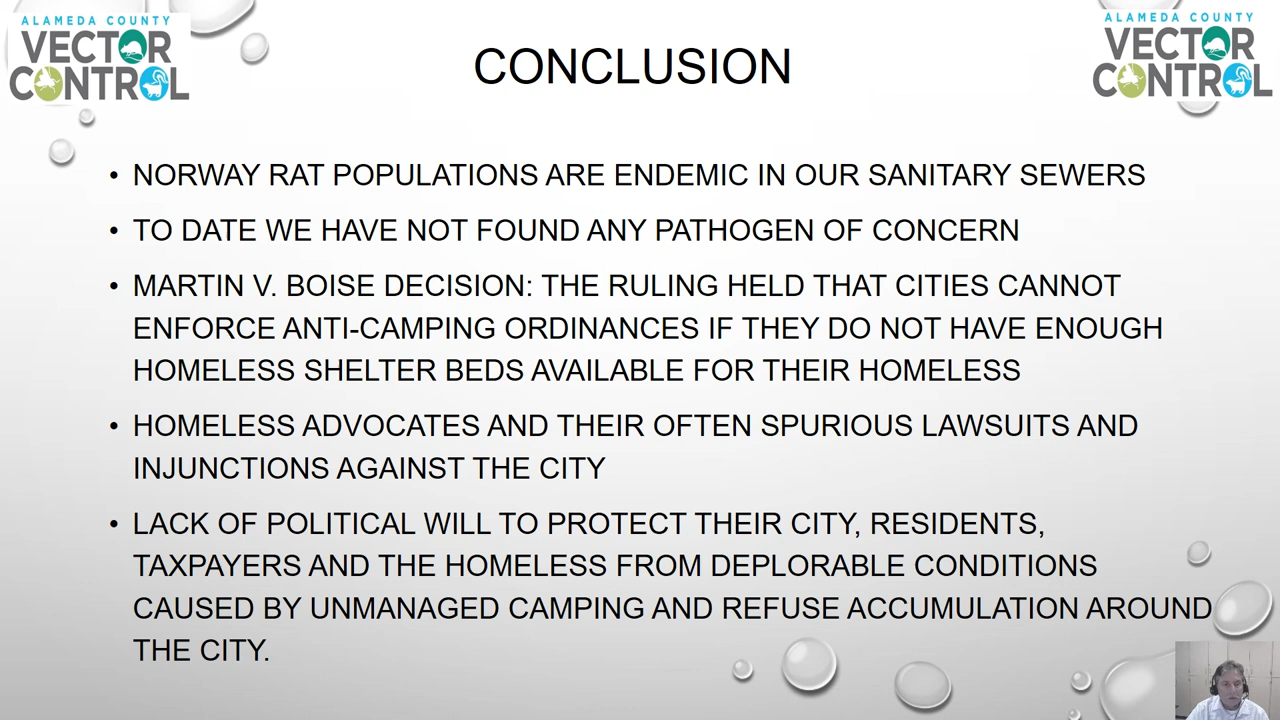 ALAMEDA COUNTY
VECTOR
CONTROL
CONCLUSION
ALAMEDA COUNTY
VECTOR
CONTROL
• NORWAY RAT POPULATIONS ARE ENDEMIC IN OUR SANITARY SEWERS
• TO DATE WE HAVE NOT FOUND ANY PATHOGEN OF CONCERN
• MARTIN V. BOISE DECISION: THE RULING HELD THAT CITIES CANNOT
ENFORCE ANTI-CAMPING ORDINANCES IF THEY DO NOT HAVE ENOUGH
HOMELESS SHELTER BEDS AVAILABLE FOR THEIR HOMELESS
• HOMELESS ADVOCATES AND THEIR OFTEN SPURIOUS LAWSUITS AND
INJUNCTIONS AGAINST THE CITY
• LACK OF POLITICAL WILL TO PROTECT THEIR CITY, RESIDENTS,
TAXPAYERS AND THE HOMELESS FROM DEPLORABLE CONDITIONS
CAUSED BY UNMANAGED CAMPING AND REFUSE ACCUMULATION AROUND
THE CITY.